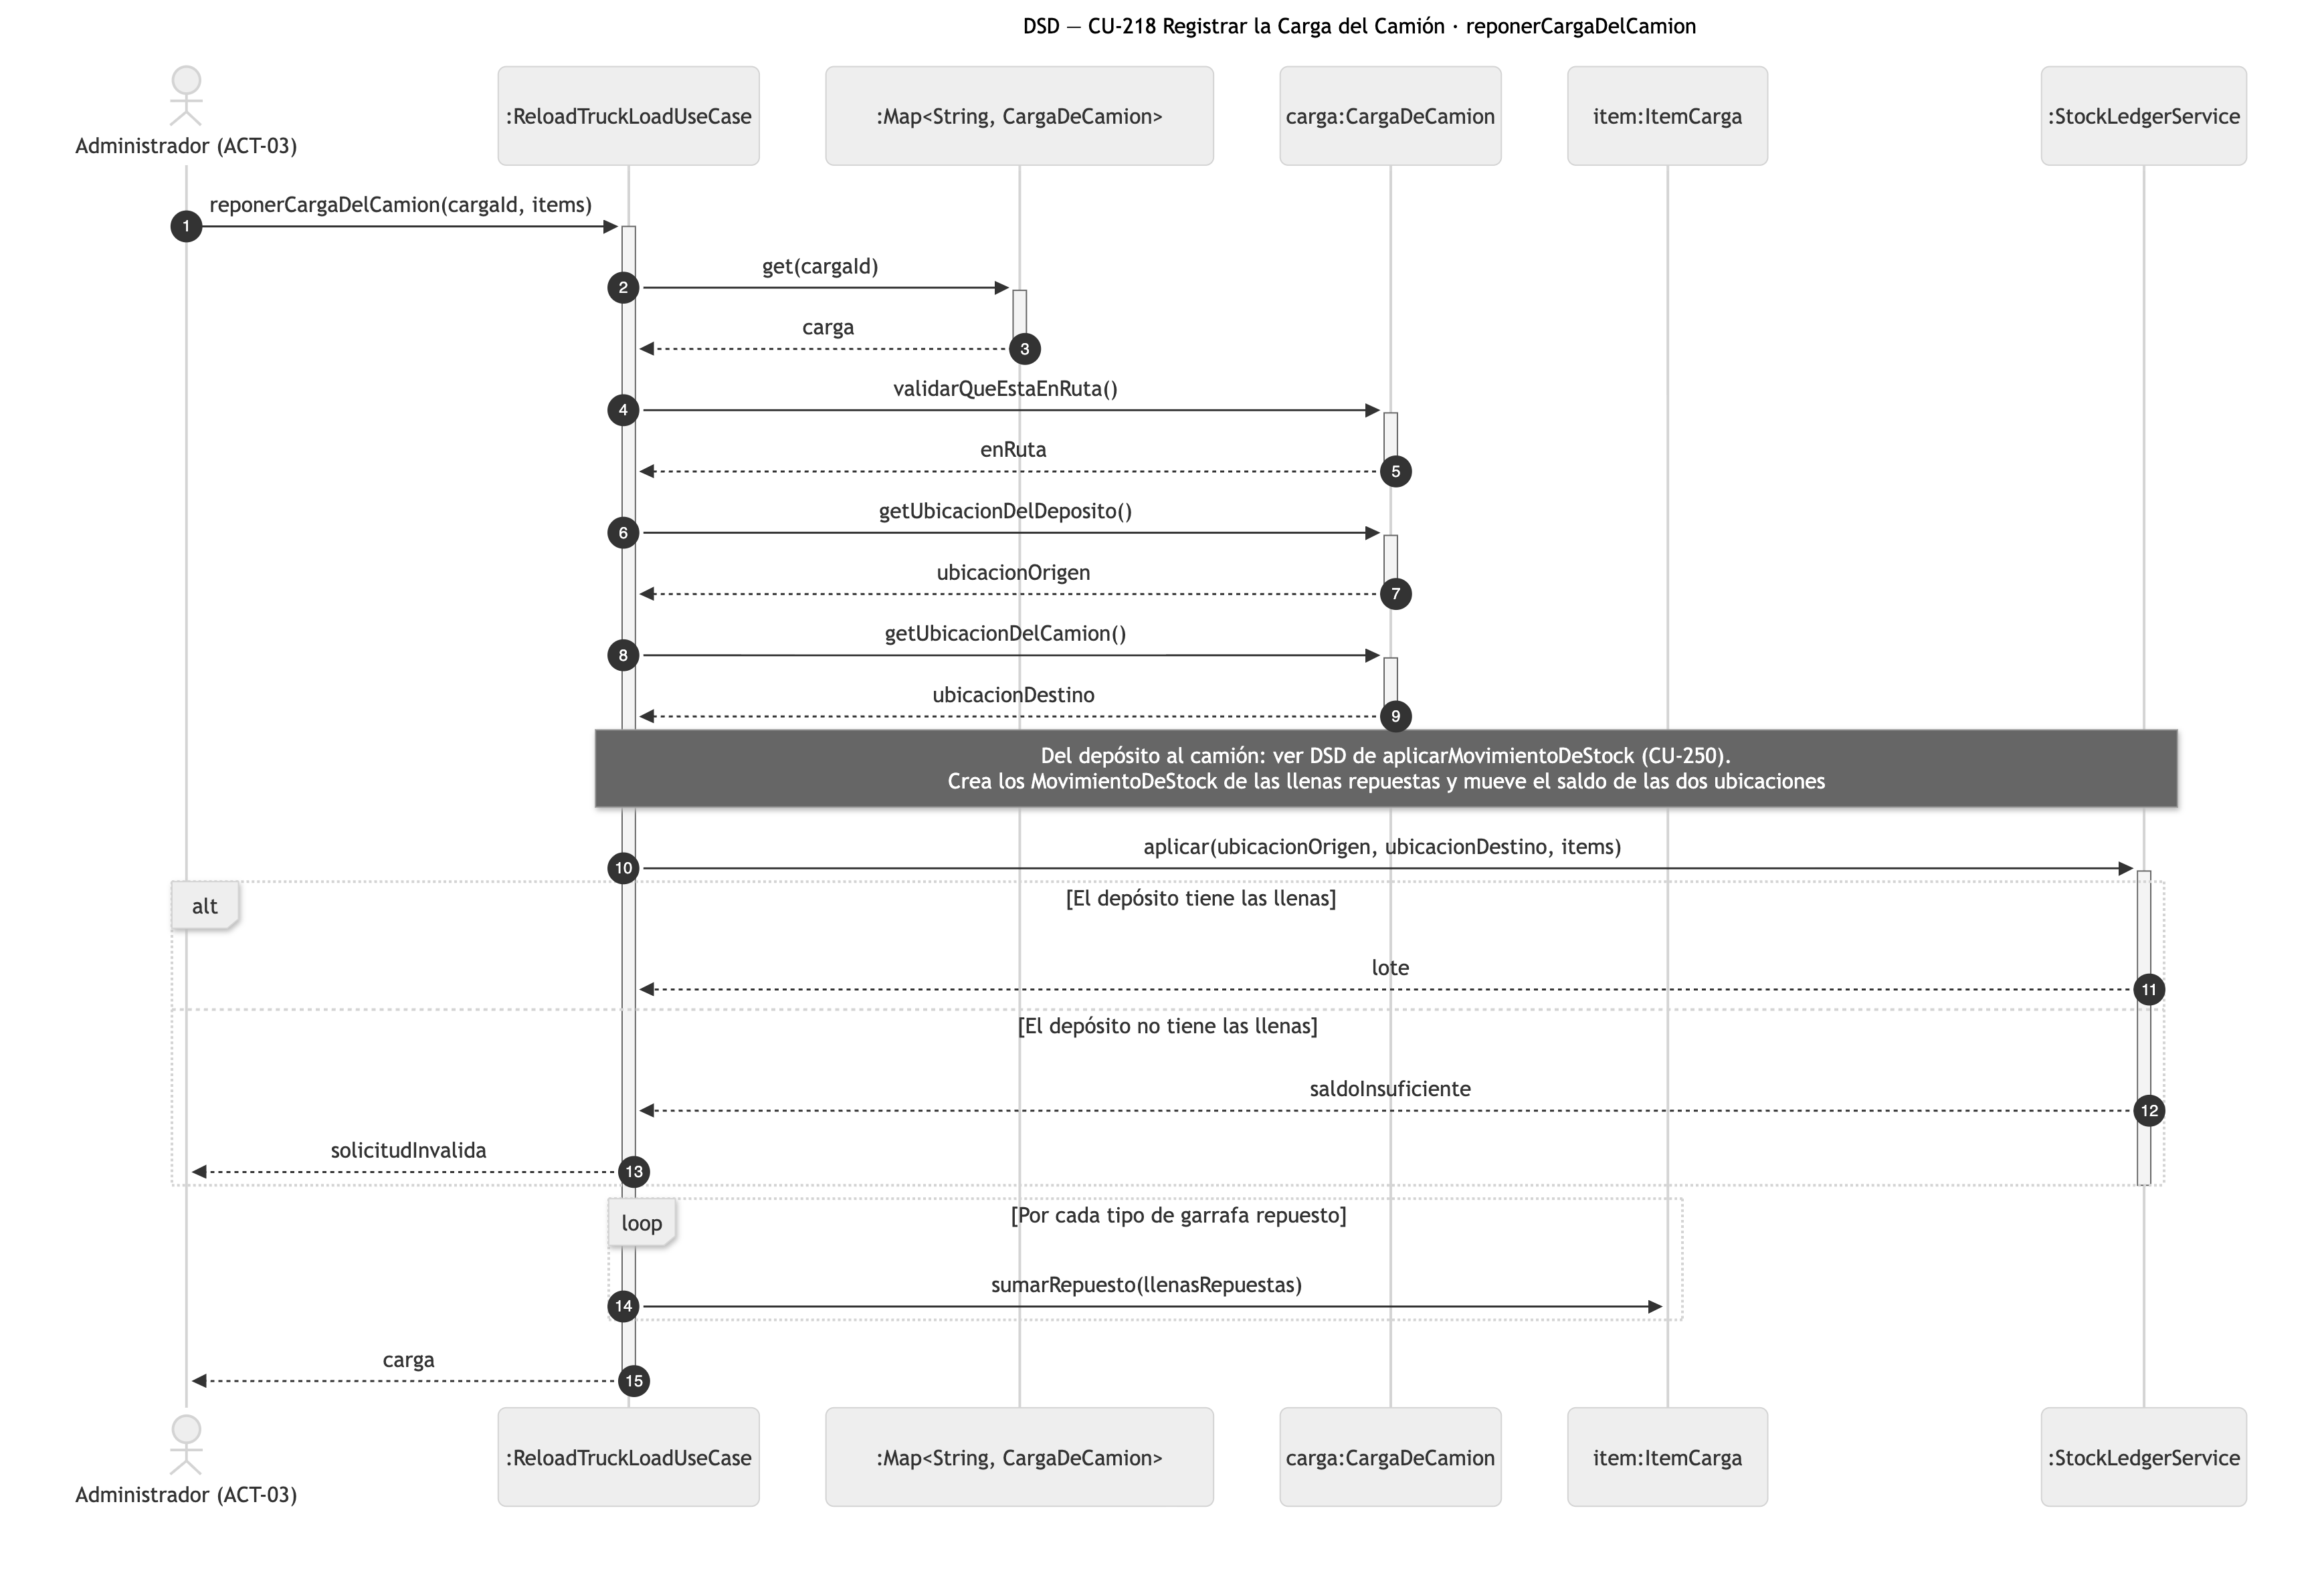 DSD — CU-218 Registrar la Carga del Camión · reponerCargaDelCamion
Administrador (ACT-03)
:ReloadTruckLoadUseCase
:Map<String, CargaDeCamion>
carga:CargaDeCamion
item:ItemCarga
:StockLedgerService
reponerCargaDelCamion(cargaId, items)
1
get(cargaId)
2
carga
3
validarQueEstaEnRuta()
4
enRuta
5
getUbicacionDelDeposito()
6
ubicacionOrigen
7
getUbicacionDelCamion()
8
ubicacionDestino
9
Del depósito al camión: ver DSD de aplicarMovimientoDeStock (CU-250).
Crea los MovimientoDeStock de las llenas repuestas y mueve el saldo de las dos ubicaciones
aplicar(ubicacionOrigen, ubicacionDestino, items)
10
alt
[El depósito tiene las llenas]
lote
11
[El depósito no tiene las llenas]
saldoInsuficiente
12
solicitudInvalida
13
loop
[Por cada tipo de garrafa repuesto]
sumarRepuesto(llenasRepuestas)
14
carga
15
Administrador (ACT-03)
:ReloadTruckLoadUseCase
:Map<String, CargaDeCamion>
carga:CargaDeCamion
item:ItemCarga
:StockLedgerService